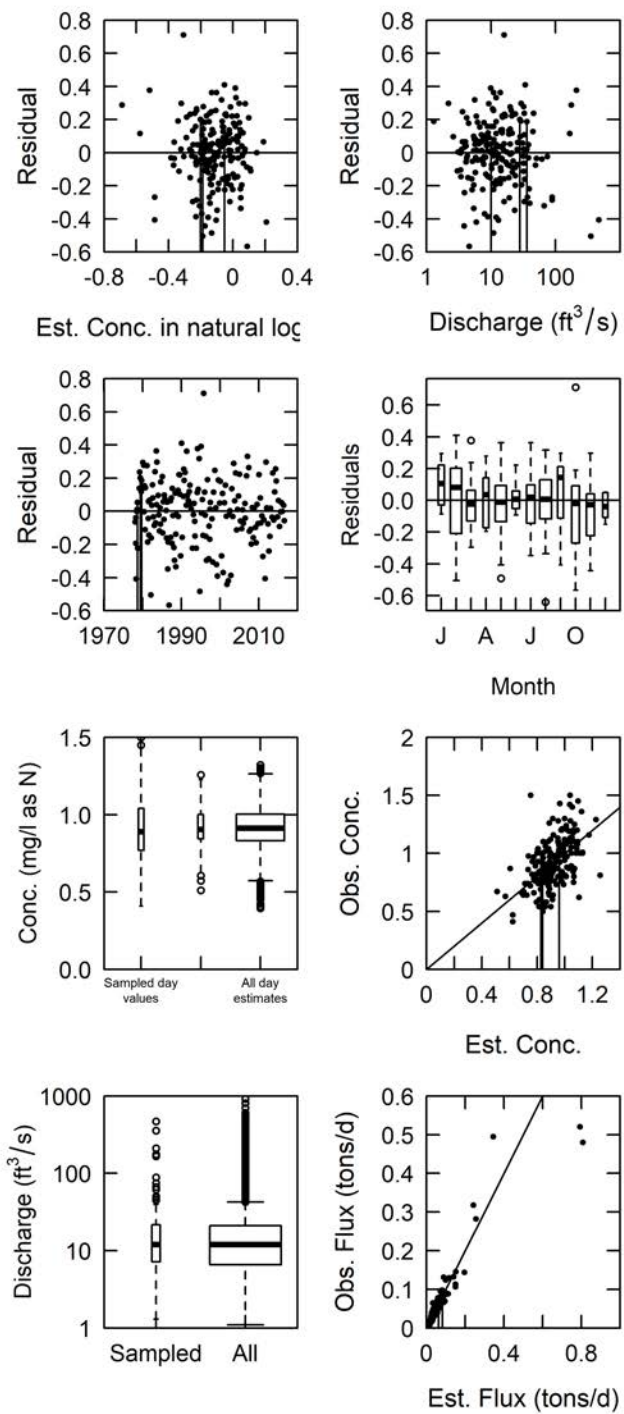 Residual
0.8
0.6
0.4
0.2
0
-0.2
-0.4
-0.6
-0.8 -0.4 0 0.4
Est. Conc. in natural log
Residual
0.8
0.6
0.4
0.2
0
-0.2
-0.4
-0.6
1 10 100
Discharge (ft³/s)
Residual
0.8
0.6
0.4
0.2
0
-0.2
-0.4
-0.6
1970 1990 2010
Residuals
0.8
0.6
0.4
0.2
0.0
-0.2
-0.4
-0.6
J A J O
Month
Conc. (mg/l as N)
1.5
1.0
0.5
0.0
Sampled day
values
All day
estimates
Obs. Conc.
2
1.5
1
0.5
0
0 0.4 0.8 1.2
Est. Conc.
Discharge (ft³/s)
1000
100
10
1
Sampled All
Obs. Flux (tons/d)
0.6
0.5
0.4
0.3
0.2
0.1
0
0 0.4 0.8
Est. Flux (tons/d)